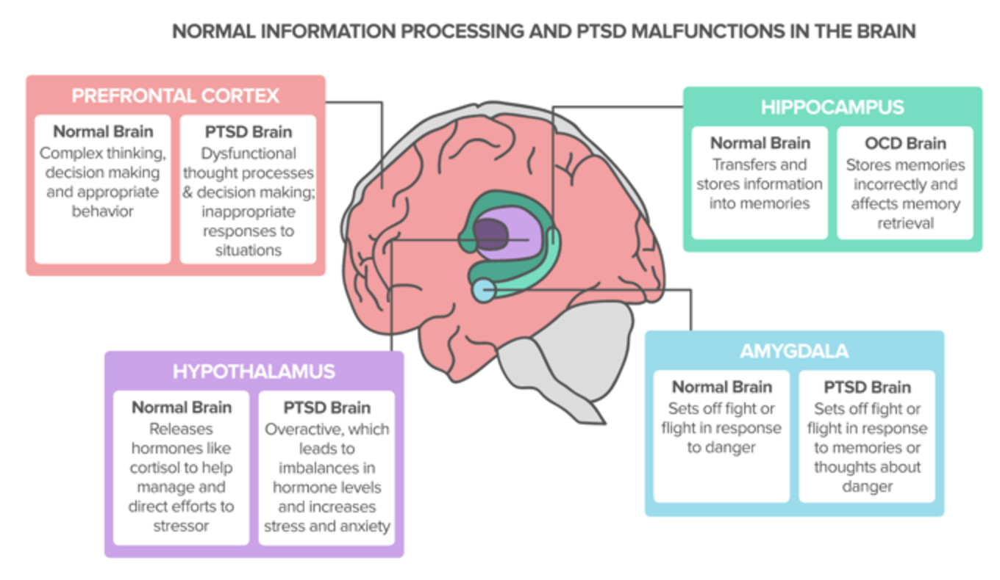 NORMAL INFORMATION PROCESSING AND PTSD MALFUNCTIONS IN THE BRAIN
PREFRONTAL CORTEX
Normal Brain
Complex thinking,
decision making
and appropriate
behavior
PTSD Brain
Dysfunctional
thought processes
& decision making;
inappropriate
responses to
situations
HIPPOCAMPUS
Normal Brain
Transfers and
stores information
into memories
OCD Brain
Stores memories
incorrectly and
affects memory
retrieval
HYPOTHALAMUS
Normal Brain
Releases
hormones like
cortisol to help
manage and
direct efforts to
stressor
PTSD Brain
Overactive, which
leads to
imbalances in
hormone levels
and increases
stress and anxiety
AMYGDALA
Normal Brain
Sets off fight or
flight in response
to danger
PTSD Brain
Sets off fight or
flight in response
to memories or
thoughts about
danger